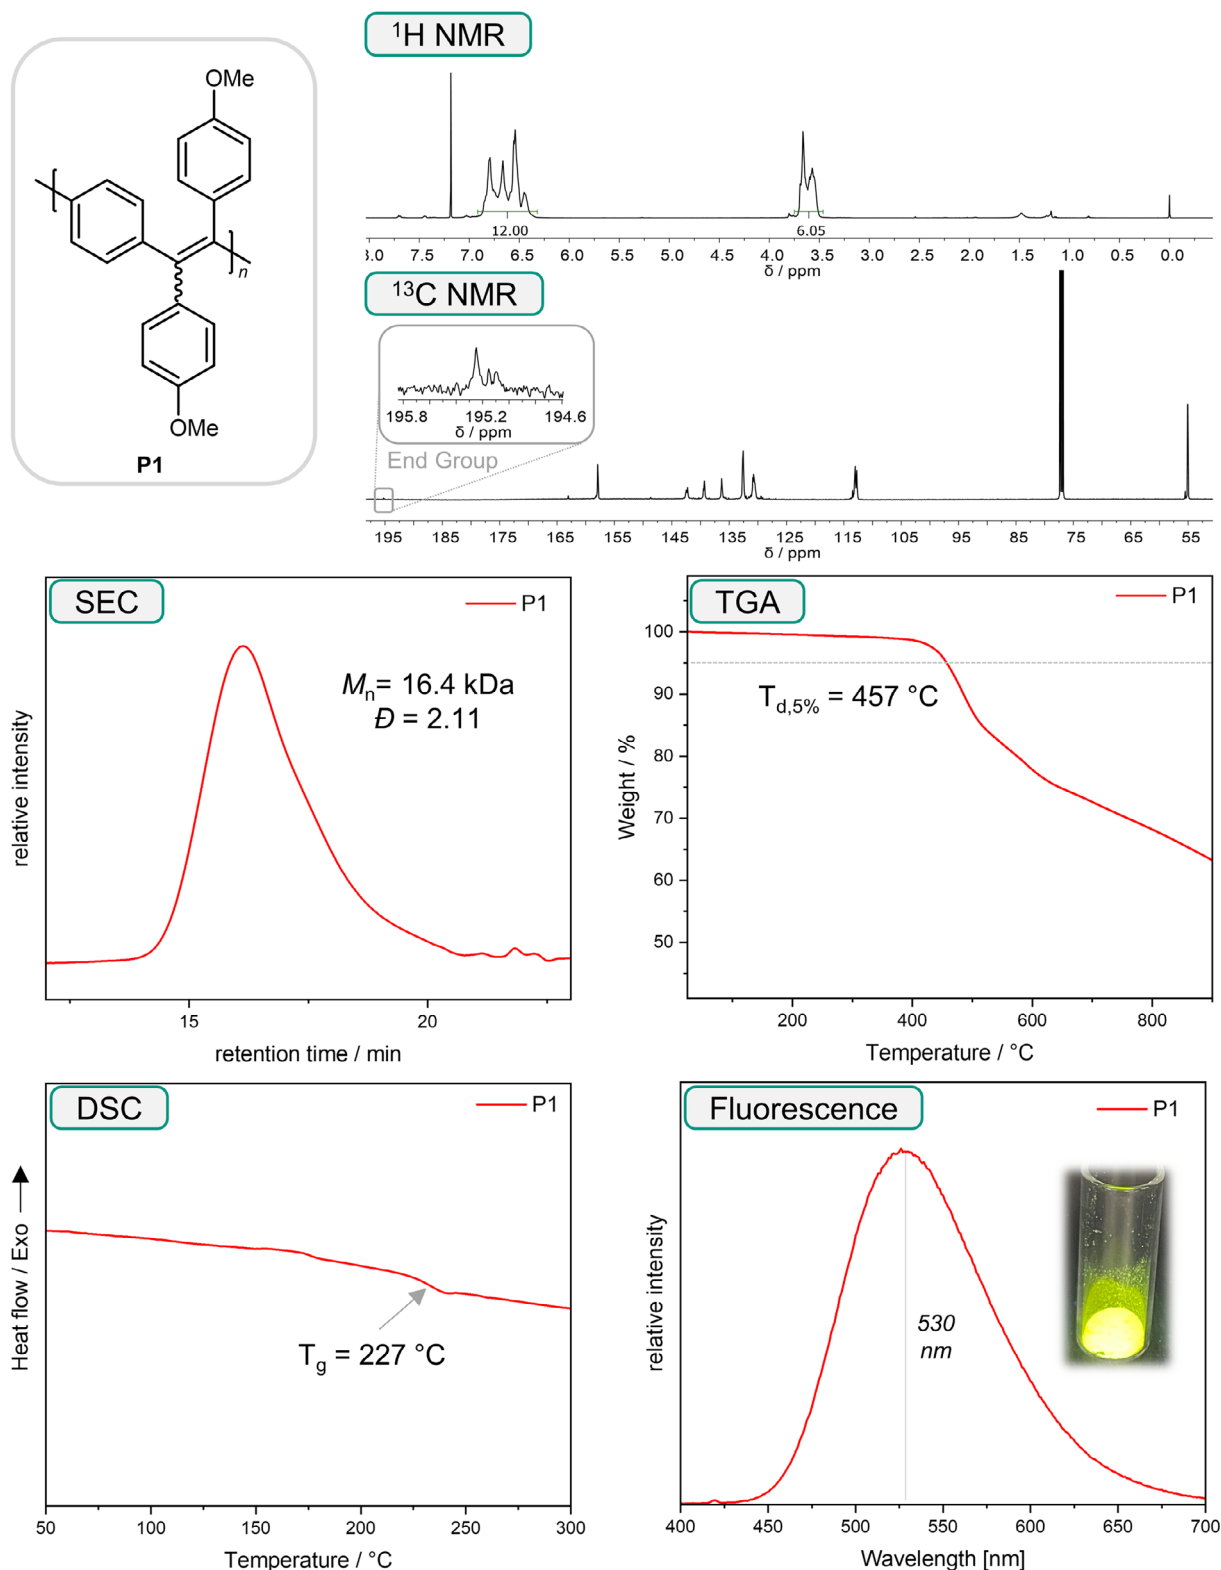 OMe
[
]n
OMe
P1
¹H NMR
12.00
6.05
8.0 7.5 7.0 6.5 6.0 5.5 5.0 4.5 4.0 3.5 3.0 2.5 2.0 1.5 1.0 0.5 0.0
δ / ppm
¹³C NMR
195.8 195.2 194.6
δ / ppm
End Group
195 185 175 165 155 145 135 125 115 105 95 85 75 65 55
δ / ppm
SEC
P1
Mn= 16.4 kDa
Đ = 2.11
relative intensity
15 20
retention time / min
TGA
P1
100
90
80
70
60
50
Td,5% = 457 °C
Weight / %
200 400 600 800
Temperature / °C
DSC
P1
Heat flow / Exo
Tg = 227 °C
50 100 150 200 250 300
Temperature / °C
Fluorescence
P1
530
nm
relative intensity
400 450 500 550 600 650 700
Wavelength [nm]